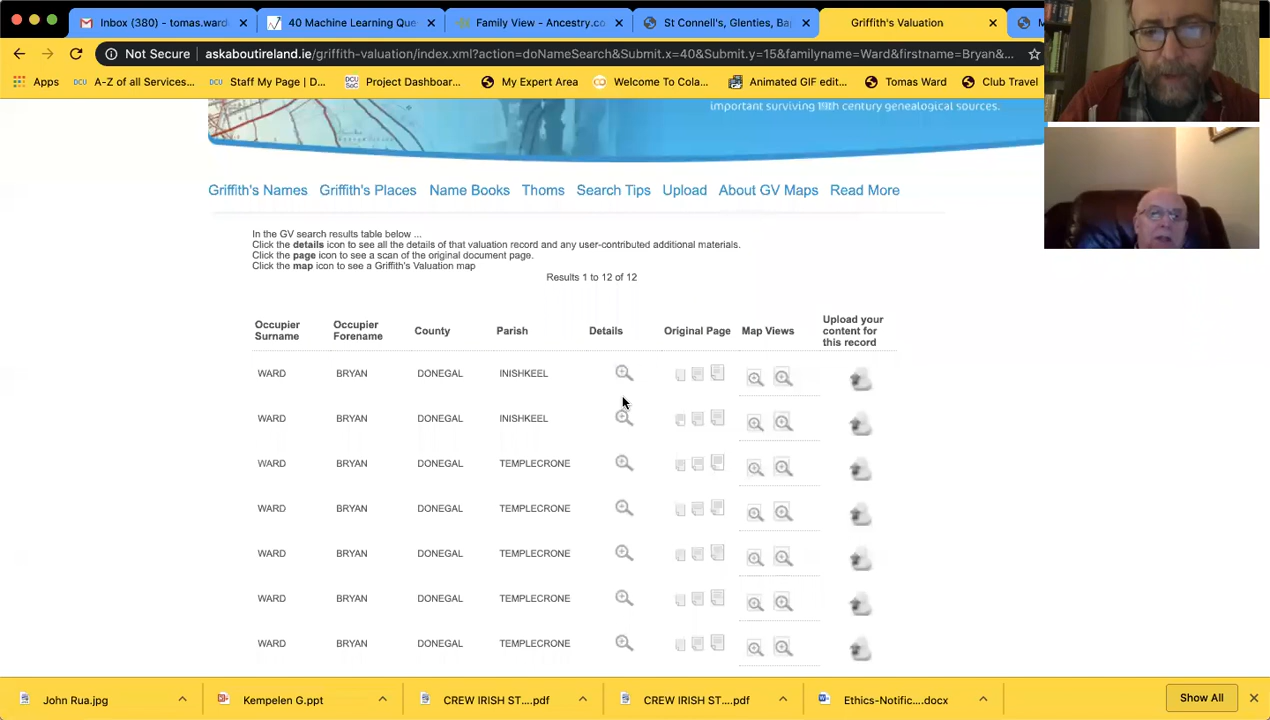 Inbox (380) - tomas.ward
40 Machine Learning Que
Family View - Ancestry.co
St Connell's, Glenties, Ba
Griffith's Valuation
Not Secure askaboutireland.ie/griffith-valuation/index.xml?action=doNameSearch&Submit.x=40&Submit.y=15&familyname=Ward&firstname=Bryan&...
Apps DCU A-Z of all Services... DCU Staff My Page | D... DCU SoC Project Dashboar... My Expert Area Welcome To Cola... Animated GIF edit... Tomas Ward Club Travel
important surviving 19th century genealogical sources.
Griffith's Names Griffith's Places Name Books Thoms Search Tips Upload About GV Maps Read More
In the GV search results table below ...
Click the details icon to see all the details of that valuation record and any user-contributed additional materials.
Click the page icon to see a scan of the original document page.
Click the map icon to see a Griffith's Valuation map
Results 1 to 12 of 12
Occupier Surname Occupier Forename County Parish Details Original Page Map Views Upload your content for this record
WARD BRYAN DONEGAL INISHKEEL
WARD BRYAN DONEGAL INISHKEEL
WARD BRYAN DONEGAL TEMPLECRONE
WARD BRYAN DONEGAL TEMPLECRONE
WARD BRYAN DONEGAL TEMPLECRONE
WARD BRYAN DONEGAL TEMPLECRONE
WARD BRYAN DONEGAL TEMPLECRONE
John Rua.jpg Kempelen G.ppt CREW IRISH ST....pdf CREW IRISH ST....pdf Ethics-Notific....docx Show All